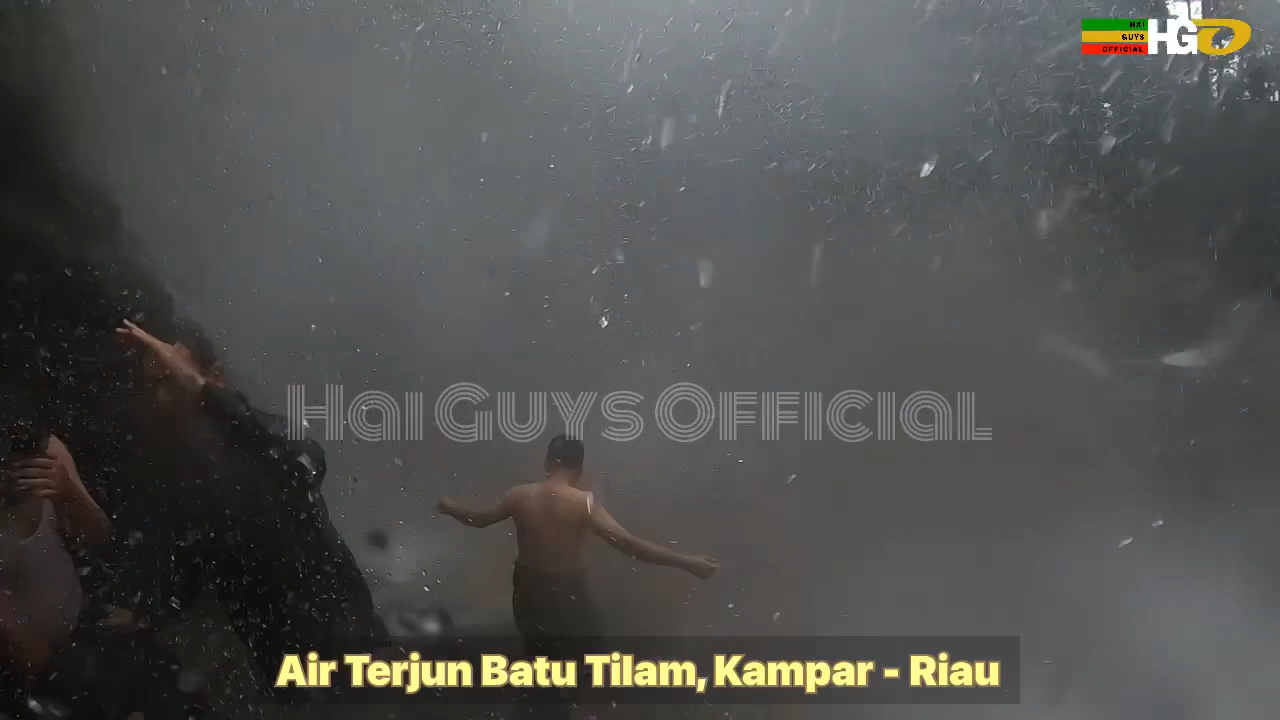 HAI
GUYS
OFFICIAL
HGO
Hai Guys Official
Air Terjun Batu Tilam, Kampar - Riau